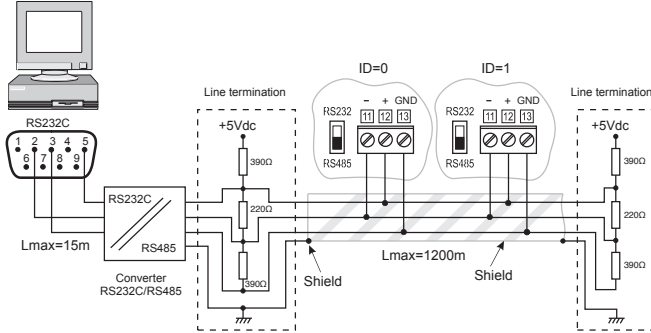 RS232C
1 2 3 4 5
6 7 8 9
Lmax=15m
RS232C
RS485
Converter
RS232C/RS485
Line termination
+5Vdc
390Ω
220Ω
390Ω
ID=0
RS232
RS485
− + GND
11 12 13
ID=1
RS232
RS485
− + GND
11 12 13
Shield
Lmax=1200m
Shield
Line termination
+5Vdc
390Ω
220Ω
390Ω